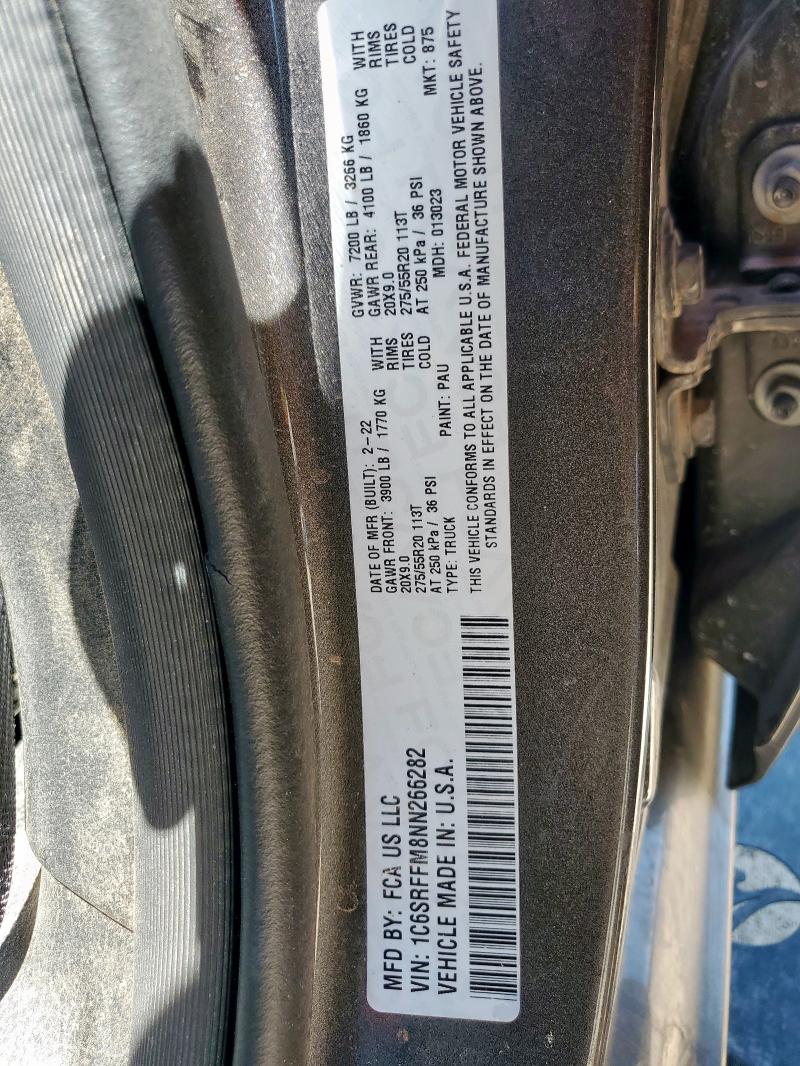 MFD BY: FCA US LLC
VIN: 1C6SRFFM8NN266282
VEHICLE MADE IN: U.S.A.
DATE OF MFR (BUILT): 2-22 GVWR: 7200 LB / 3266 KG
GAWR FRONT: 3900 LB / 1770 KG WITH GAWR REAR: 4100 LB / 1860 KG WITH
20X9.0 RIMS 20X9.0 RIMS
275/55R20 113T TIRES 275/55R20 113T TIRES
AT 250 kPa / 36 PSI COLD AT 250 kPa / 36 PSI COLD
TYPE: TRUCK PAINT: PAU MDH: 013023 MKT: 875
THIS VEHICLE CONFORMS TO ALL APPLICABLE U.S.A. FEDERAL MOTOR VEHICLE SAFETY
STANDARDS IN EFFECT ON THE DATE OF MANUFACTURE SHOWN ABOVE.